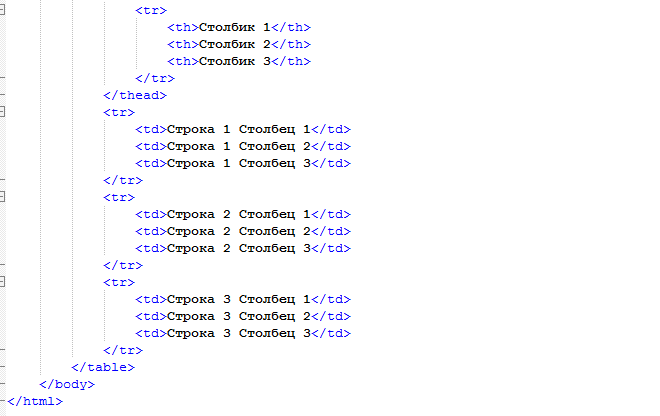 <tr>
<th>Столбик 1</th>
<th>Столбик 2</th>
<th>Столбик 3</th>
</tr>
</thead>
<tr>
<td>Строка 1 Столбец 1</td>
<td>Строка 1 Столбец 2</td>
<td>Строка 1 Столбец 3</td>
</tr>
<tr>
<td>Строка 2 Столбец 1</td>
<td>Строка 2 Столбец 2</td>
<td>Строка 2 Столбец 3</td>
</tr>
<tr>
<td>Строка 3 Столбец 1</td>
<td>Строка 3 Столбец 2</td>
<td>Строка 3 Столбец 3</td>
</tr>
</table>
</body>
</html>